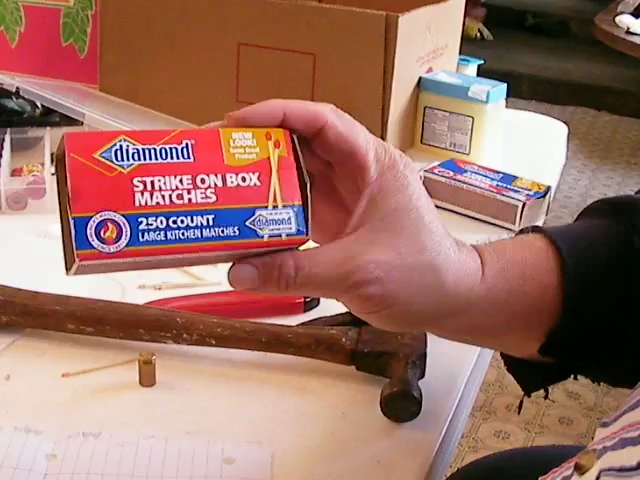 diamond
NEW
LOOK!
Same Great
Product!
STRIKE ON BOX
MATCHES
250 COUNT
LARGE KITCHEN MATCHES
diamond